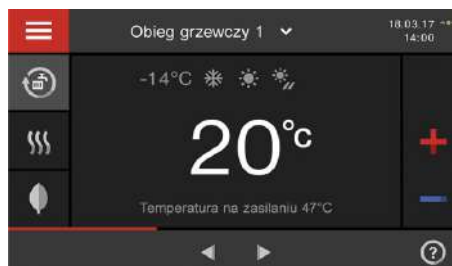 Obieg grzewczy 1
18.03.17
14:00
-14°C
20°C
Temperatura na zasilaniu 47°C
?